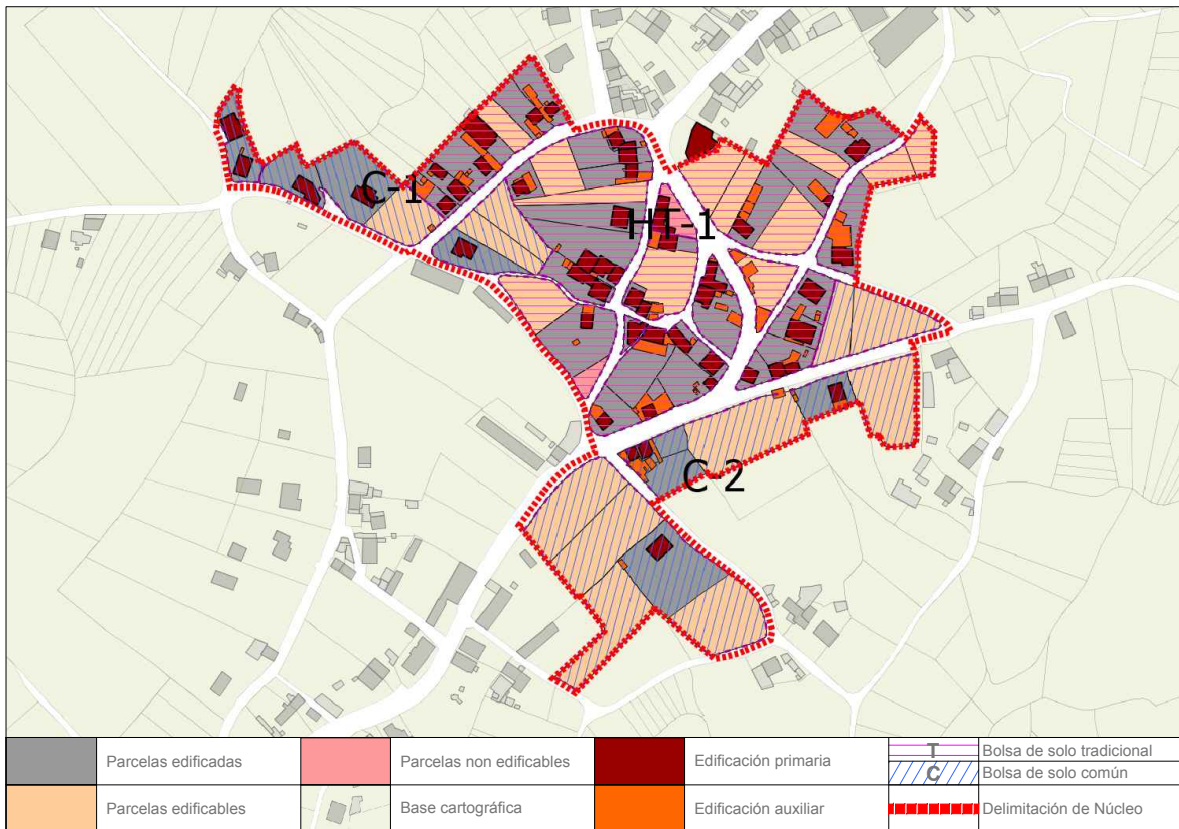 C-1
HT-1
C-2
Parcelas edificadas
Parcelas non edificables
Edificación primaria
T
Bolsa de solo tradicional
C
Bolsa de solo común
Parcelas edificables
Base cartográfica
Edificación auxiliar
Delimitación de Núcleo